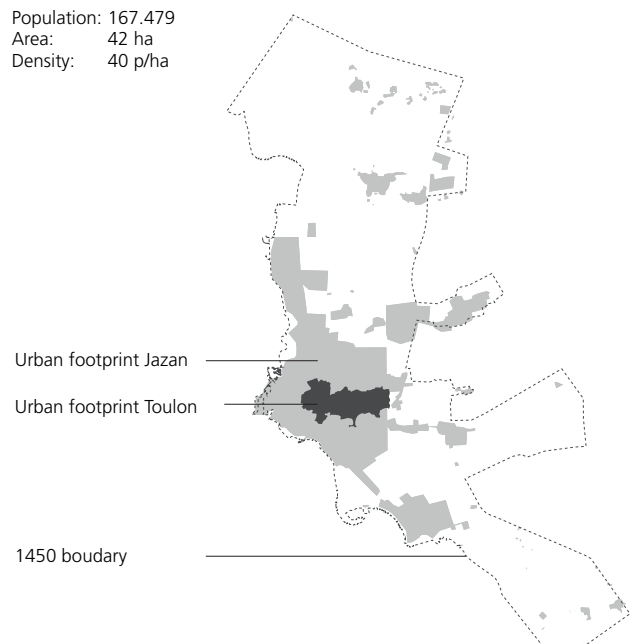 Population: 167.479
Area: 42 ha
Density: 40 p/ha
Urban footprint Jazan
Urban footprint Toulon
1450 boudary